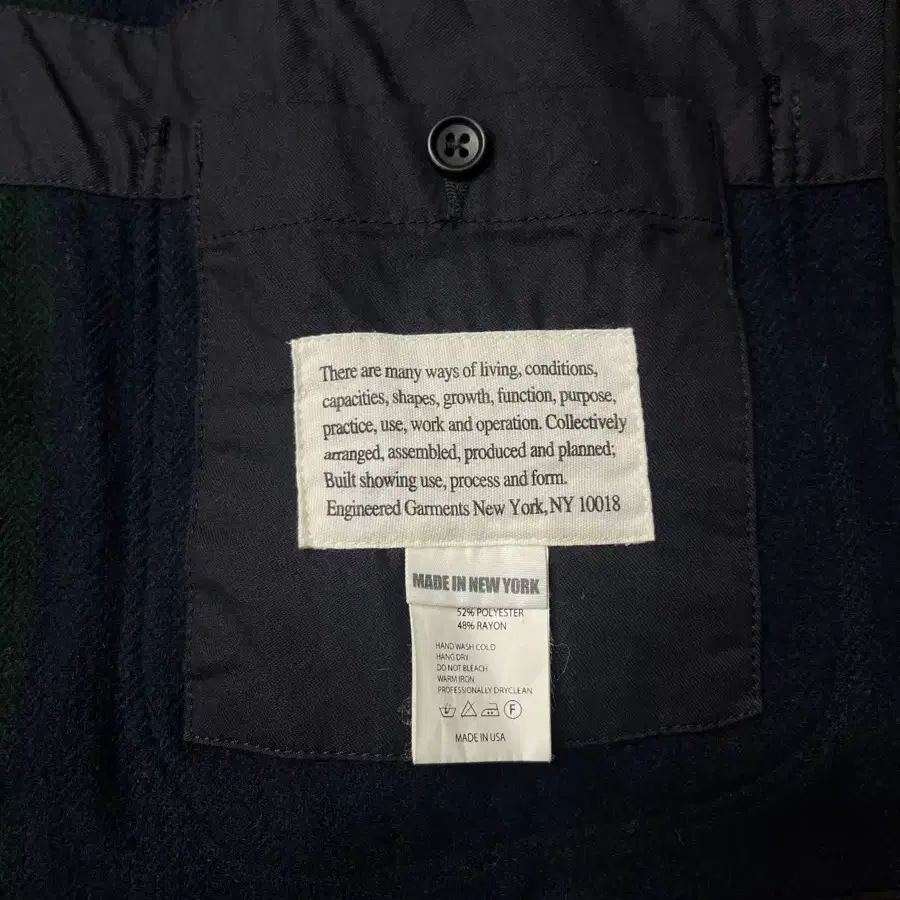 There are many ways of living, conditions,
capacities, shapes, growth, function, purpose,
practice, use, work and operation. Collectively
arranged, assembled, produced and planned;
Built showing use, process and form.
Engineered Garments New York, NY 10018
MADE IN NEW YORK
52% POLYESTER
48% RAYON
HAND WASH COLD
HANG DRY
DO NOT BLEACH
WARM IRON
PROFESSIONALLY DRYCLEAN
F
MADE IN USA